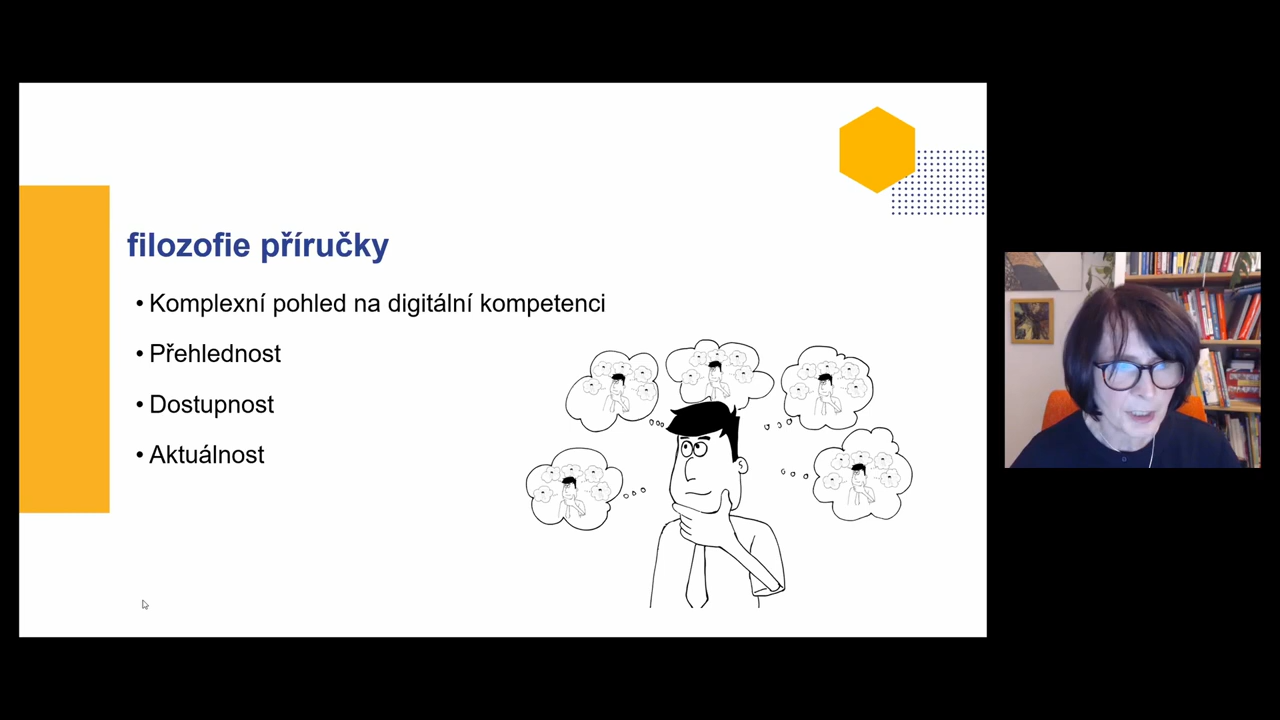 filozofie příručky
• Komplexní pohled na digitální kompetenci
• Přehlednost
• Dostupnost
• Aktuálnost